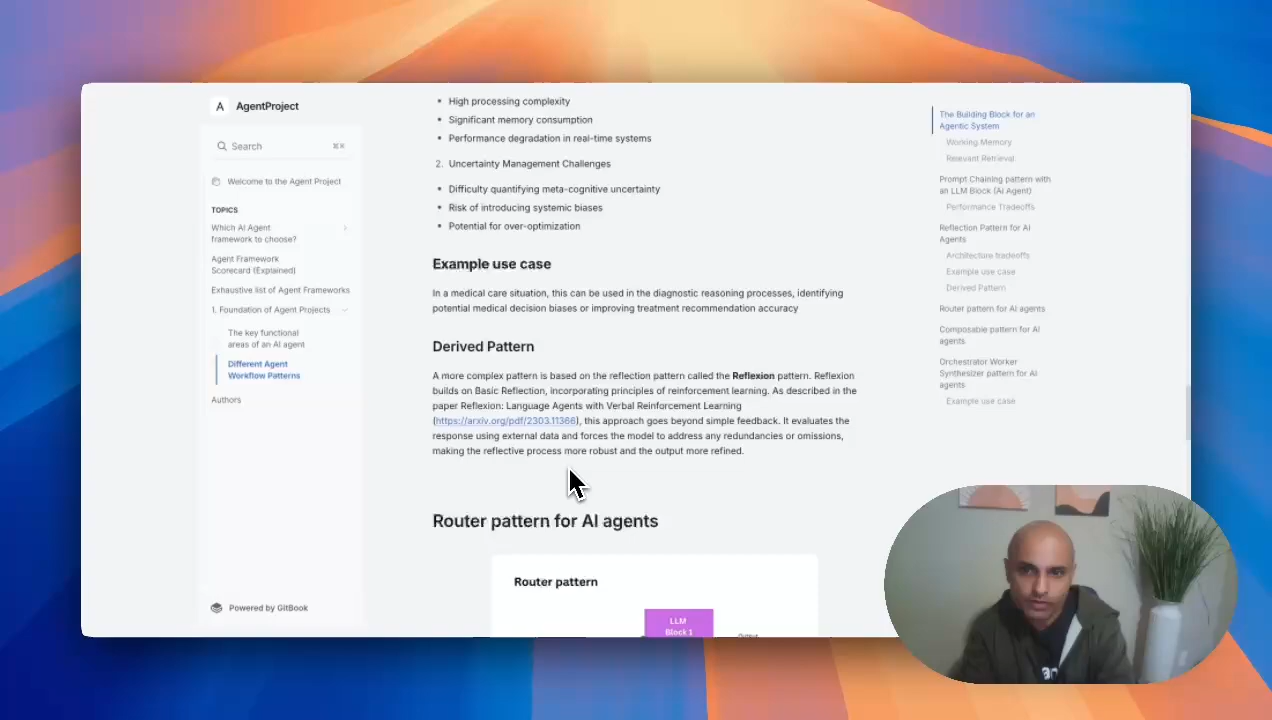 A AgentProject
Search ⌘K
Welcome to the Agent Project
TOPICS
Which AI Agent
framework to choose?
Agent Framework
Scorecard (Explained)
Exhaustive list of Agent Frameworks
1. Foundation of Agent Projects
The key functional
areas of an AI agent
Different Agent
Workflow Patterns
Authors
Powered by GitBook
• High processing complexity
• Significant memory consumption
• Performance degradation in real-time systems
2. Uncertainty Management Challenges
• Difficulty quantifying meta-cognitive uncertainty
• Risk of introducing systemic biases
• Potential for over-optimization
Example use case
In a medical care situation, this can be used in the diagnostic reasoning processes, identifying
potential medical decision biases or improving treatment recommendation accuracy
Derived Pattern
A more complex pattern is based on the reflection pattern called the Reflexion pattern. Reflexion
builds on Basic Reflection, incorporating principles of reinforcement learning. As described in the
paper Reflexion: Language Agents with Verbal Reinforcement Learning
(https://arxiv.org/pdf/2303.11366), this approach goes beyond simple feedback. It evaluates the
response using external data and forces the model to address any redundancies or omissions,
making the reflective process more robust and the output more refined.
Router pattern for AI agents
Router pattern
LLM
Block 1
Output
The Building Block for an
Agentic System
Working Memory
Relevant Retrieval
Prompt Chaining pattern with
an LLM Block (AI Agent)
Performance Tradeoffs
Reflection Pattern for AI
Agents
Architecture tradeoffs
Example use case
Derived Pattern
Router pattern for AI agents
Composable pattern for AI
agents
Orchestrator Worker
Synthesizer pattern for AI
agents
Example use case